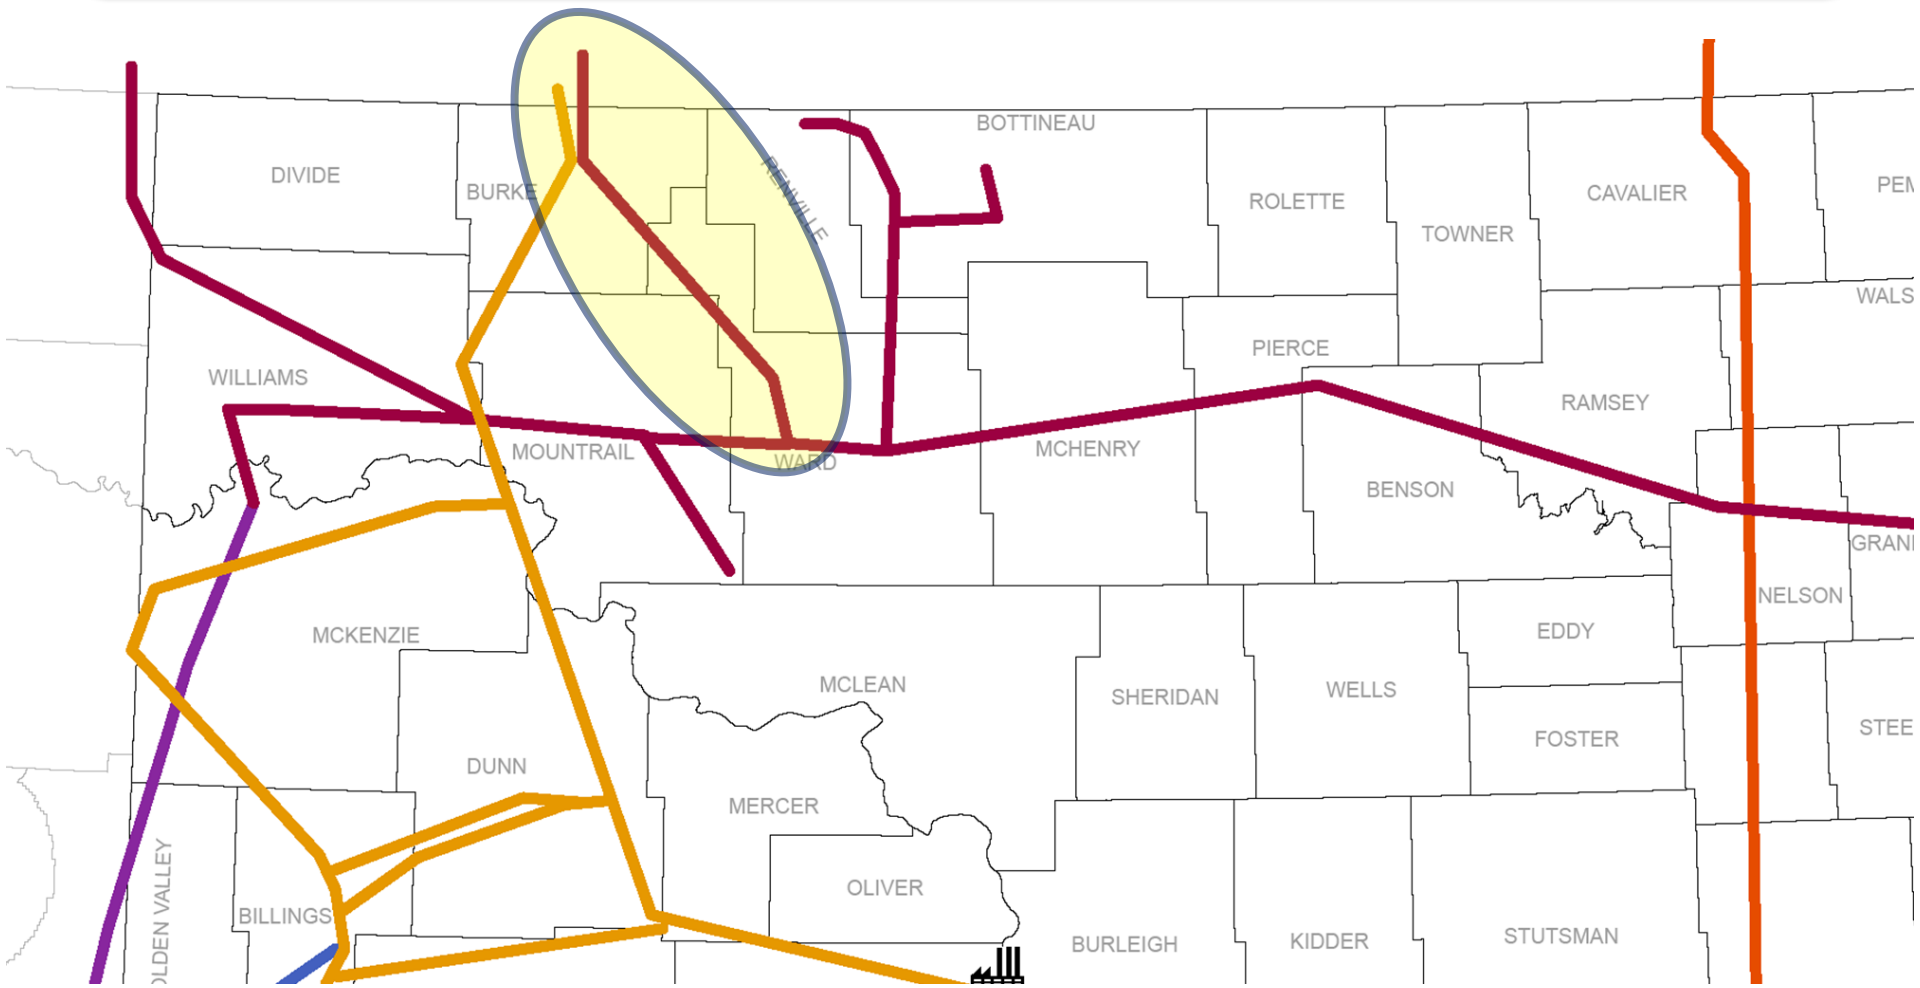 BOTTINEAU
DIVIDE
BURKE
RENVILLE
ROLETTE
CAVALIER
PEM
TOWNER
WALS
WILLIAMS
PIERCE
RAMSEY
MOUNTRAIL
WARD
MCHENRY
BENSON
GRAN
NELSON
MCKENZIE
EDDY
MCLEAN
SHERIDAN
WELLS
STEE
FOSTER
DUNN
MERCER
OLDEN VALLEY
OLIVER
BILLINGS
BURLEIGH
KIDDER
STUTSMAN